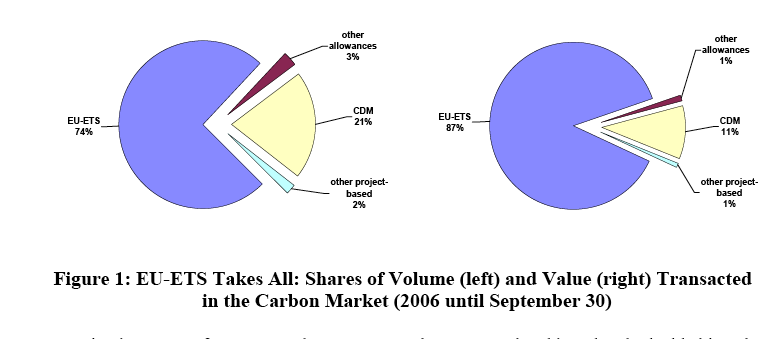 other
allowances
3%
EU-ETS
74%
CDM
21%
other project-
based
2%
other
allowances
1%
EU-ETS
87%
CDM
11%
other project-
based
1%
Figure 1: EU-ETS Takes All: Shares of Volume (left) and Value (right) Transacted
in the Carbon Market (2006 until September 30)